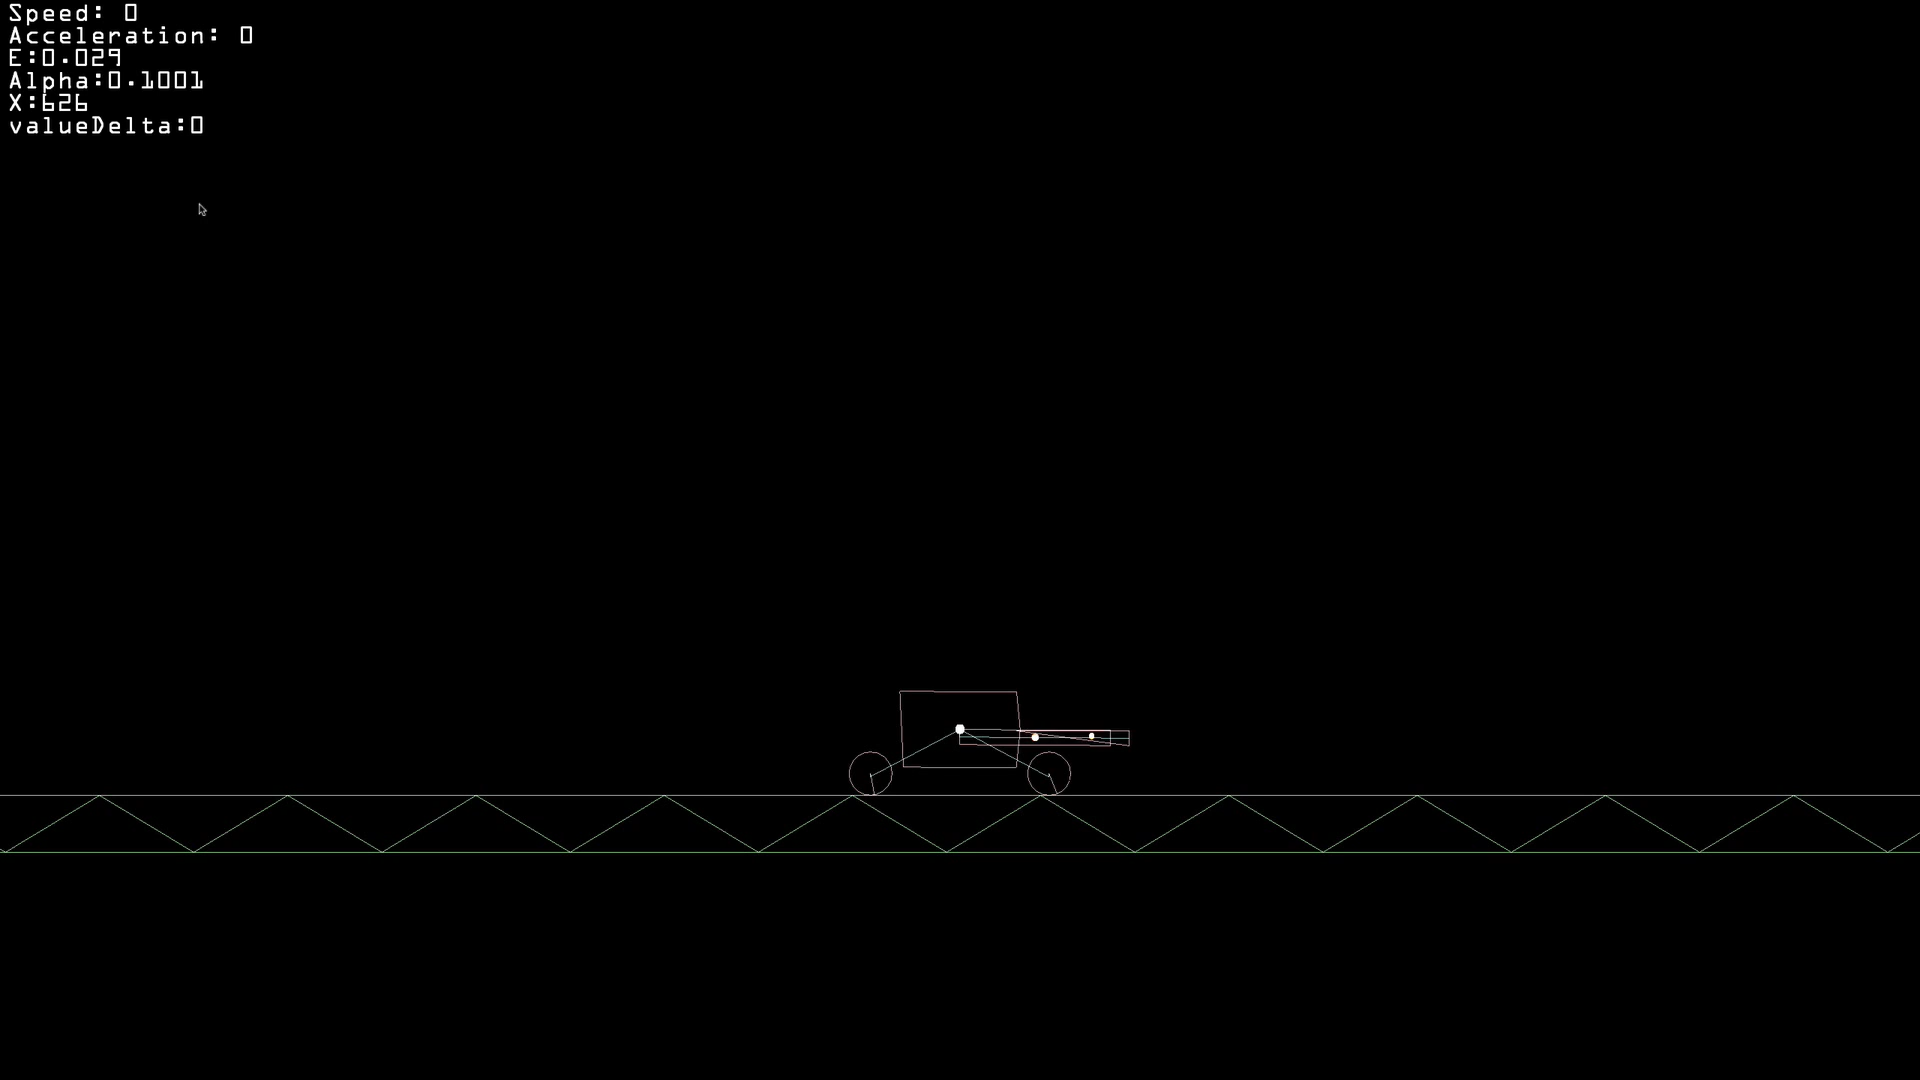 Speed: 0
Acceleration: 0
E:0.029
Alpha:0.1001
X:626
valueDelta:0